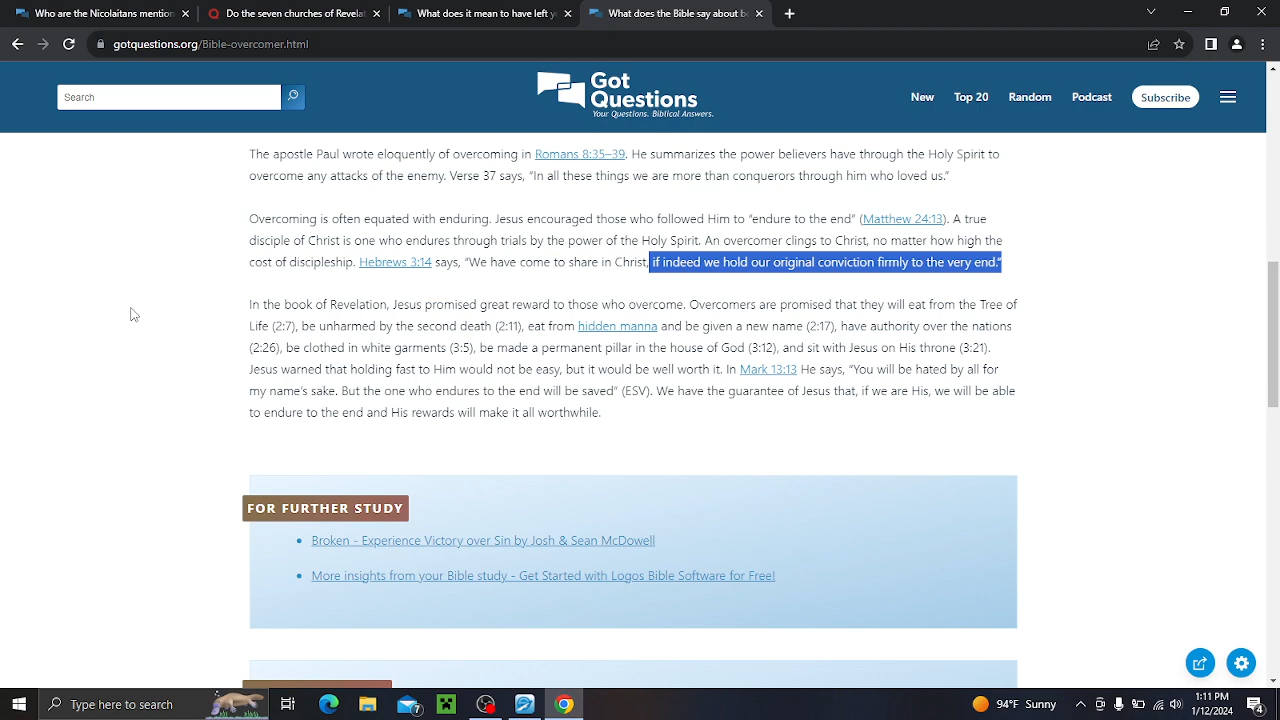 Who are the Nicolaitans mention
Do the seven churches of Revelat
What does it mean to have left y
What does the Bible say about be
gotquestions.org/Bible-overcomer.html
Search
Got
Questions
Your Questions. Biblical Answers.
New
Top 20
Random
Podcast
Subscribe
The apostle Paul wrote eloquently of overcoming in Romans 8:35–39. He summarizes the power believers have through the Holy Spirit to
overcome any attacks of the enemy. Verse 37 says, “In all these things we are more than conquerors through him who loved us.”
Overcoming is often equated with enduring. Jesus encouraged those who followed Him to “endure to the end” (Matthew 24:13). A true
disciple of Christ is one who endures through trials by the power of the Holy Spirit. An overcomer clings to Christ, no matter how high the
cost of discipleship. Hebrews 3:14 says, “We have come to share in Christ, if indeed we hold our original conviction firmly to the very end.”
In the book of Revelation, Jesus promised great reward to those who overcome. Overcomers are promised that they will eat from the Tree of
Life (2:7), be unharmed by the second death (2:11), eat from hidden manna and be given a new name (2:17), have authority over the nations
(2:26), be clothed in white garments (3:5), be made a permanent pillar in the house of God (3:12), and sit with Jesus on His throne (3:21).
Jesus warned that holding fast to Him would not be easy, but it would be well worth it. In Mark 13:13 He says, “You will be hated by all for
my name’s sake. But the one who endures to the end will be saved” (ESV). We have the guarantee of Jesus that, if we are His, we will be able
to endure to the end and His rewards will make it all worthwhile.
FOR FURTHER STUDY
Broken - Experience Victory over Sin by Josh & Sean McDowell
More insights from your Bible study - Get Started with Logos Bible Software for Free!
Type here to search
7
94°F Sunny
1:11 PM
1/12/2024
4